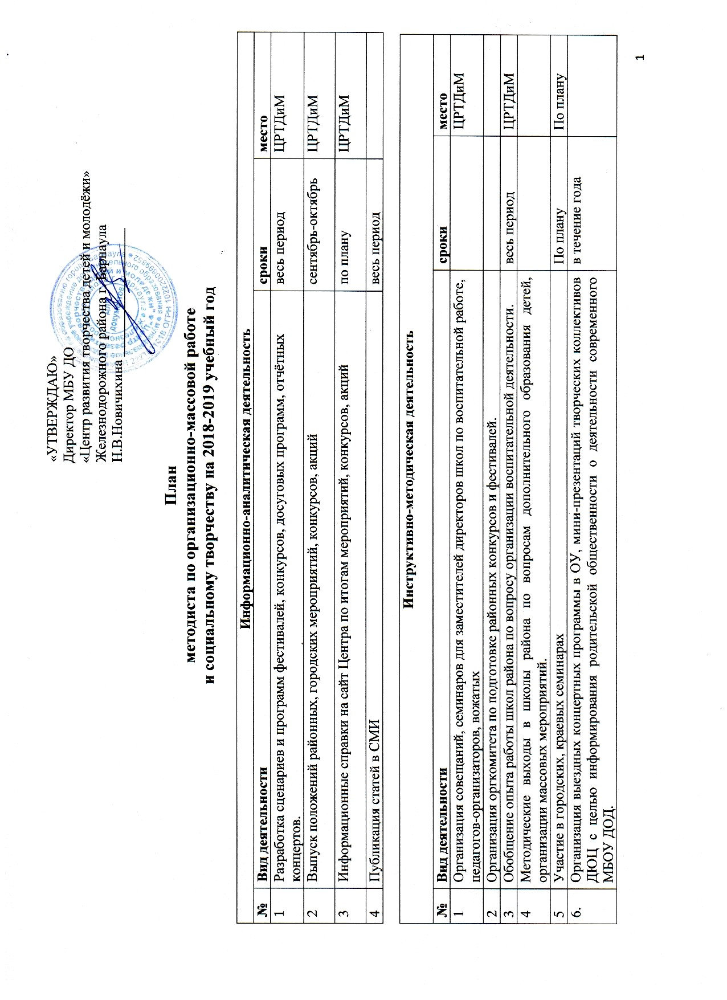 «УТВЕРЖДАЮ»
Директор МБУ ДО
«Центр развития творчества детей и молодёжи»
Железнодорожного района г. Барнаула
Н.В.Новичихина
План
методиста по организационно-массовой работе
и социальному творчеству на 2018-2019 учебный год
Информационно-аналитическая деятельность
№ Вид деятельности сроки место
1 Разработка сценариев и программ фестивалей, конкурсов, досуговых программ, отчётных весь период ЦРТДиМ
концертов.
2 Выпуск положений районных, городских мероприятий, конкурсов, акций сентябрь-октябрь ЦРТДиМ
3 Информационные справки на сайт Центра по итогам мероприятий, конкурсов, акций по плану ЦРТДиМ
4 Публикация статей в СМИ весь период
Инструктивно-методическая деятельность
№ Вид деятельности сроки место
1 Организация совещаний, семинаров для заместителей директоров школ по воспитательной работе, ЦРТДиМ
педагогов-организаторов, вожатых
2 Организация оргкомитета по подготовке районных конкурсов и фестивалей.
3 Обобщение опыта работы школ района по вопросу организации воспитательной деятельности. весь период ЦРТДиМ
4 Методические выходы в школы района по вопросам дополнительного образования детей,
организации массовых мероприятий.
5 Участие в городских, краевых семинарах По плану По плану
6. Организация выездных концертных программы в ОУ, мини-презентаций творческих коллективов в течение года
ДЮЦ с целью информирования родительской общественности о деятельности современного
МБОУ ДОД.
1